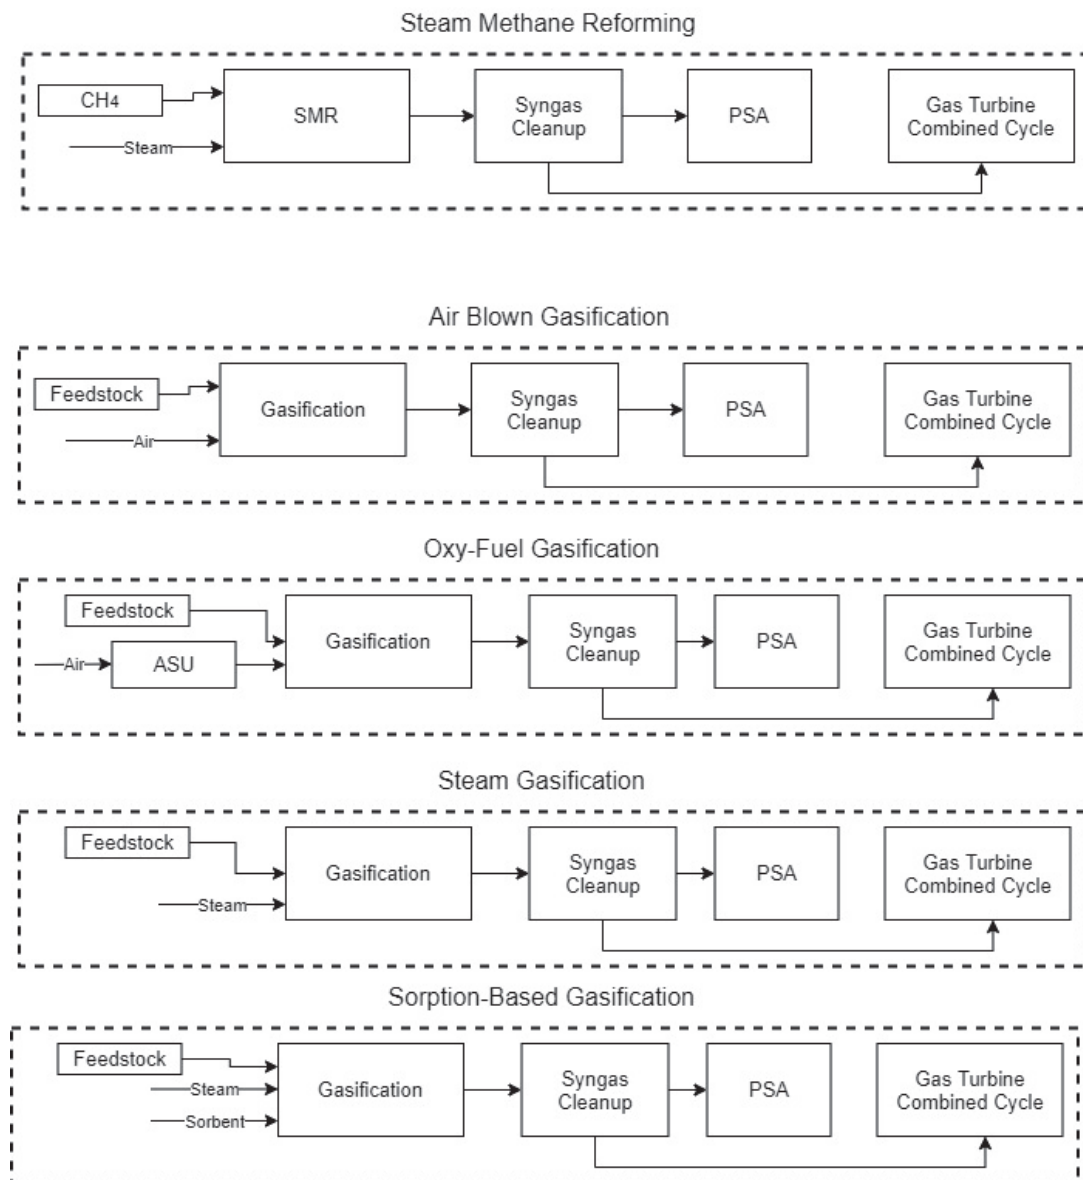 Steam Methane Reforming
CH4
Steam
SMR
Syngas
Cleanup
PSA
Gas Turbine
Combined Cycle
Air Blown Gasification
Feedstock
Air
Gasification
Syngas
Cleanup
PSA
Gas Turbine
Combined Cycle
Oxy-Fuel Gasification
Feedstock
Air
ASU
Gasification
Syngas
Cleanup
PSA
Gas Turbine
Combined Cycle
Steam Gasification
Feedstock
Steam
Gasification
Syngas
Cleanup
PSA
Gas Turbine
Combined Cycle
Sorption-Based Gasification
Feedstock
Steam
Sorbent
Gasification
Syngas
Cleanup
PSA
Gas Turbine
Combined Cycle